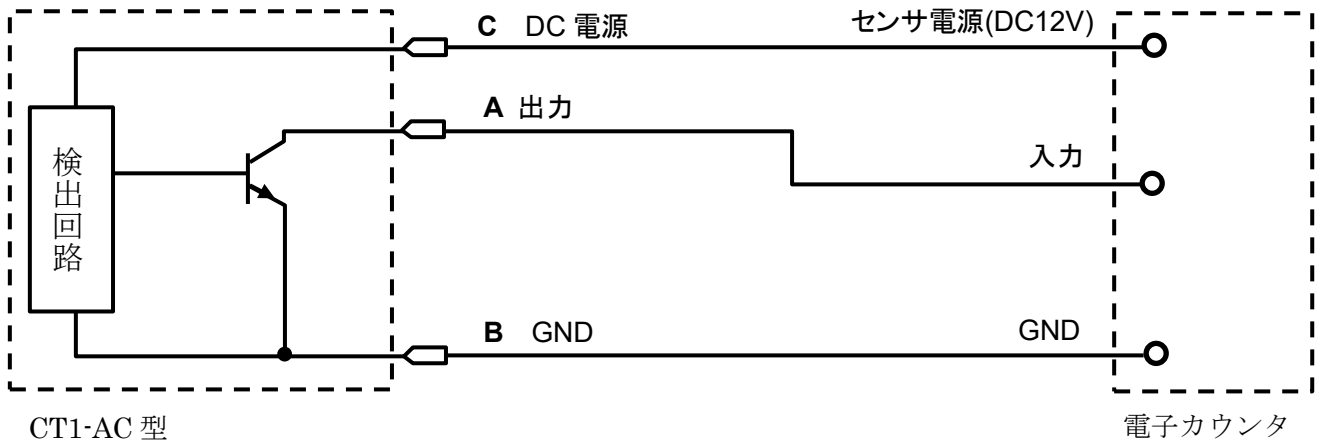 C DC 電源
センサ電源(DC12V)
A 出力
入力
検出回路
B GND
GND
CT1-AC 型
電子カウンタ